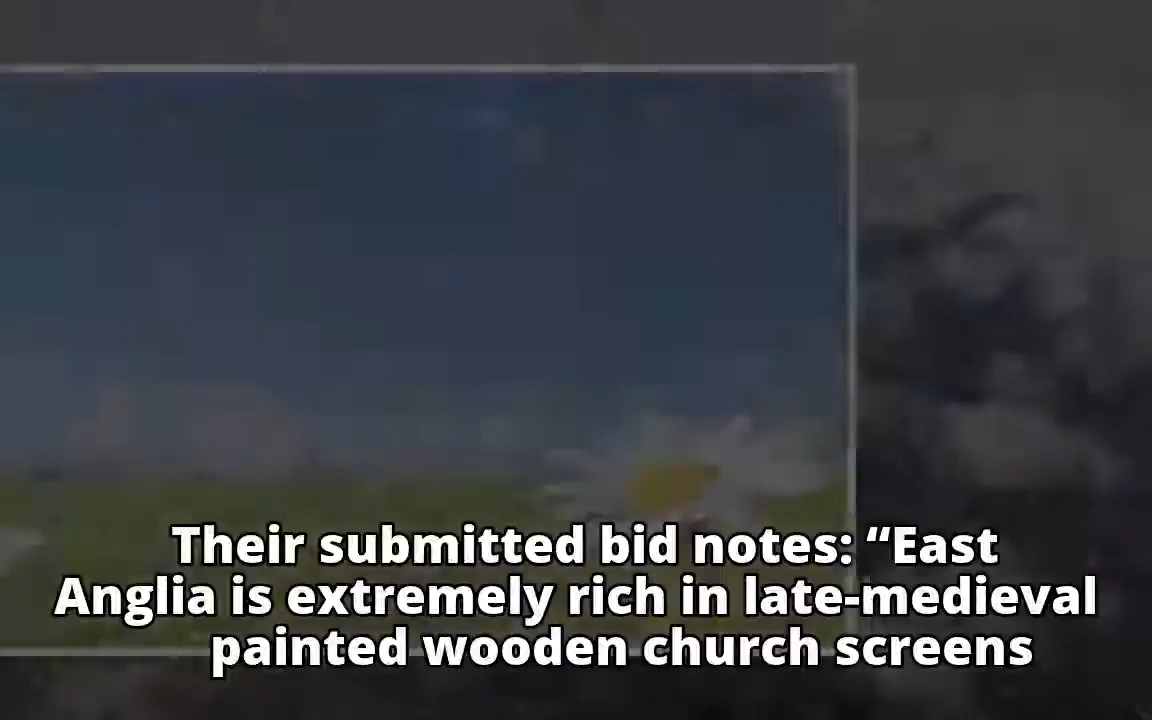 Their submitted bid notes: “East
Anglia is extremely rich in late-medieval
painted wooden church screens